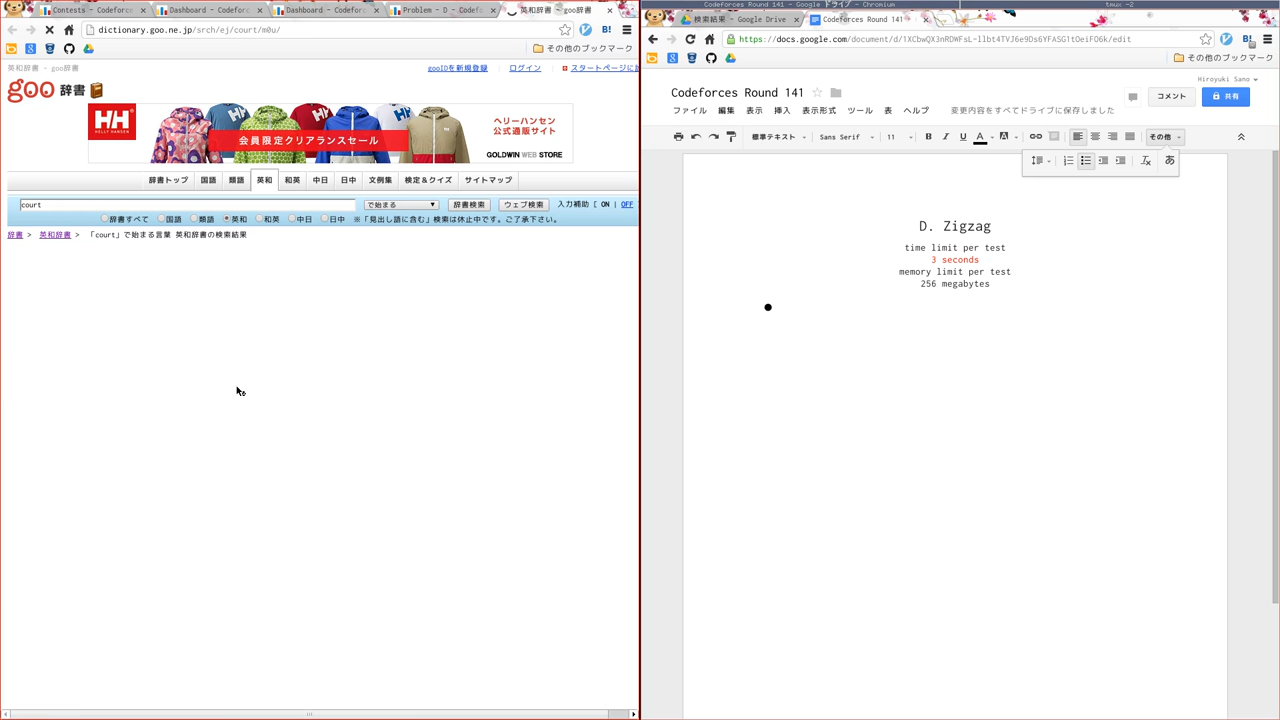 Codeforces Round 141 - Google ドライブ - Chromium
tmux -2
Contests - Codeforc
Dashboard - Codeforc
Dashboard - Codefor
Problem - D - Codefo
英和辞書 - goo辞書
dictionary.goo.ne.jp/srch/ej/court/m0u/
その他のブックマーク
英和辞書 - goo辞書
gooIDを新規登録
ログイン
スタートページに
goo 辞書
HH
HELLY HANSEN
会員限定クリアランスセール
ヘリーハンセン
公式通販サイト
GOLDWIN WEB STORE
辞書トップ
国語
類語
英和
和英
中日
日中
文例集
検定&クイズ
サイトマップ
court
で始まる
辞書検索
ウェブ検索
入力補助 [ ON | OFF
辞書すべて
国語
類語
英和
和英
中日
日中
※「見出し語に含む」検索は休止中です。ご了承下さい。
辞書 > 英和辞書 > 「court」で始まる言葉 英和辞書の検索結果
検索結果 - Google Drive
Codeforces Round 141
https://docs.google.com/document/d/1XCbwQX3nRDWFsL-llbt4TVJ6e9Ds6YFASG1tOeiFO6k/edit
その他のブックマーク
Hiroyuki Sano
Codeforces Round 141
コメント
共有
ファイル
編集
表示
挿入
表示形式
ツール
表
ヘルプ
変更内容をすべてドライブに保存しました
標準テキスト
Sans Serif
11
B I U A A
その他
あ
D. Zigzag
time limit per test
3 seconds
memory limit per test
256 megabytes